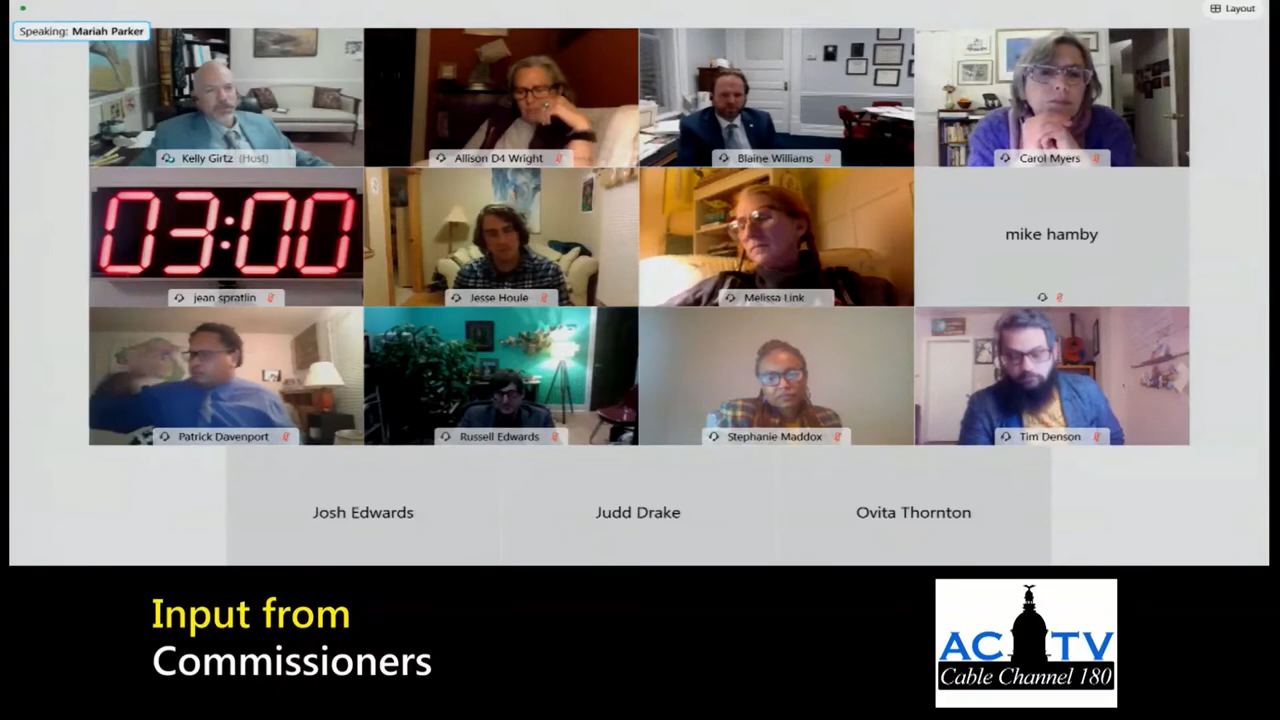 Layout
Speaking: Mariah Parker
Kelly Girtz (Host)
Allison D4 Wright
Blaine Williams
Carol Myers
03:00
jean spratlin
Jesse Houle
Melissa Link
mike hamby
Patrick Davenport
Russell Edwards
Stephanie Maddox
Tim Denson
Josh Edwards
Judd Drake
Ovita Thornton
Input from
Commissioners
ACTV
Cable Channel 180